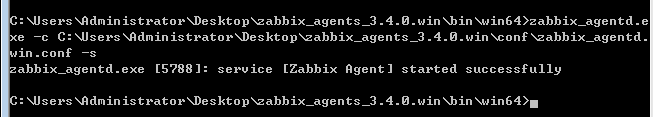 C:\Users\Administrator\Desktop\zabbix_agents_3.4.0.win\bin\win64>zabbix_agentd.e
xe -c C:\Users\Administrator\Desktop\zabbix_agents_3.4.0.win\conf\zabbix_agentd.
win.conf -s
zabbix_agentd.exe [5788]: service [Zabbix Agent] started successfully
C:\Users\Administrator\Desktop\zabbix_agents_3.4.0.win\bin\win64>